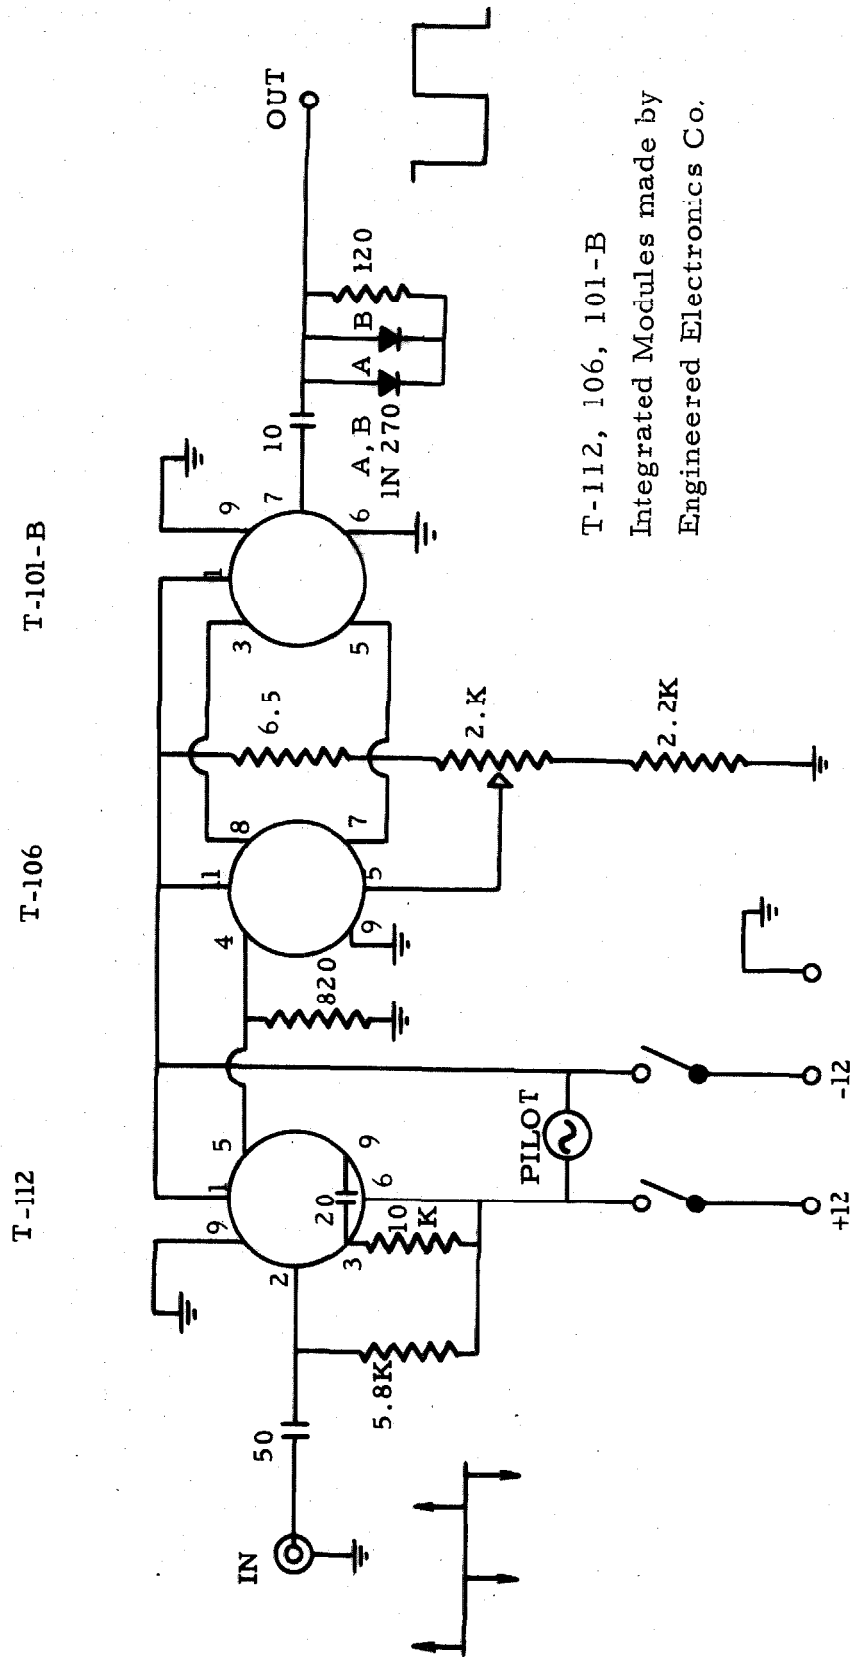 T-112
T-106
T-101-B
IN
50
5.8K
2
9
1
5
3
20
10
K
6
9
PILOT
+12
-12
820
4
11
8
9
5
7
6.5
2.K
2.2K
3
1
9
5
6
7
10
A, B
1N 270
A
B
120
OUT
T-112, 106, 101-B
Integrated Modules made by
Engineered Electronics Co.